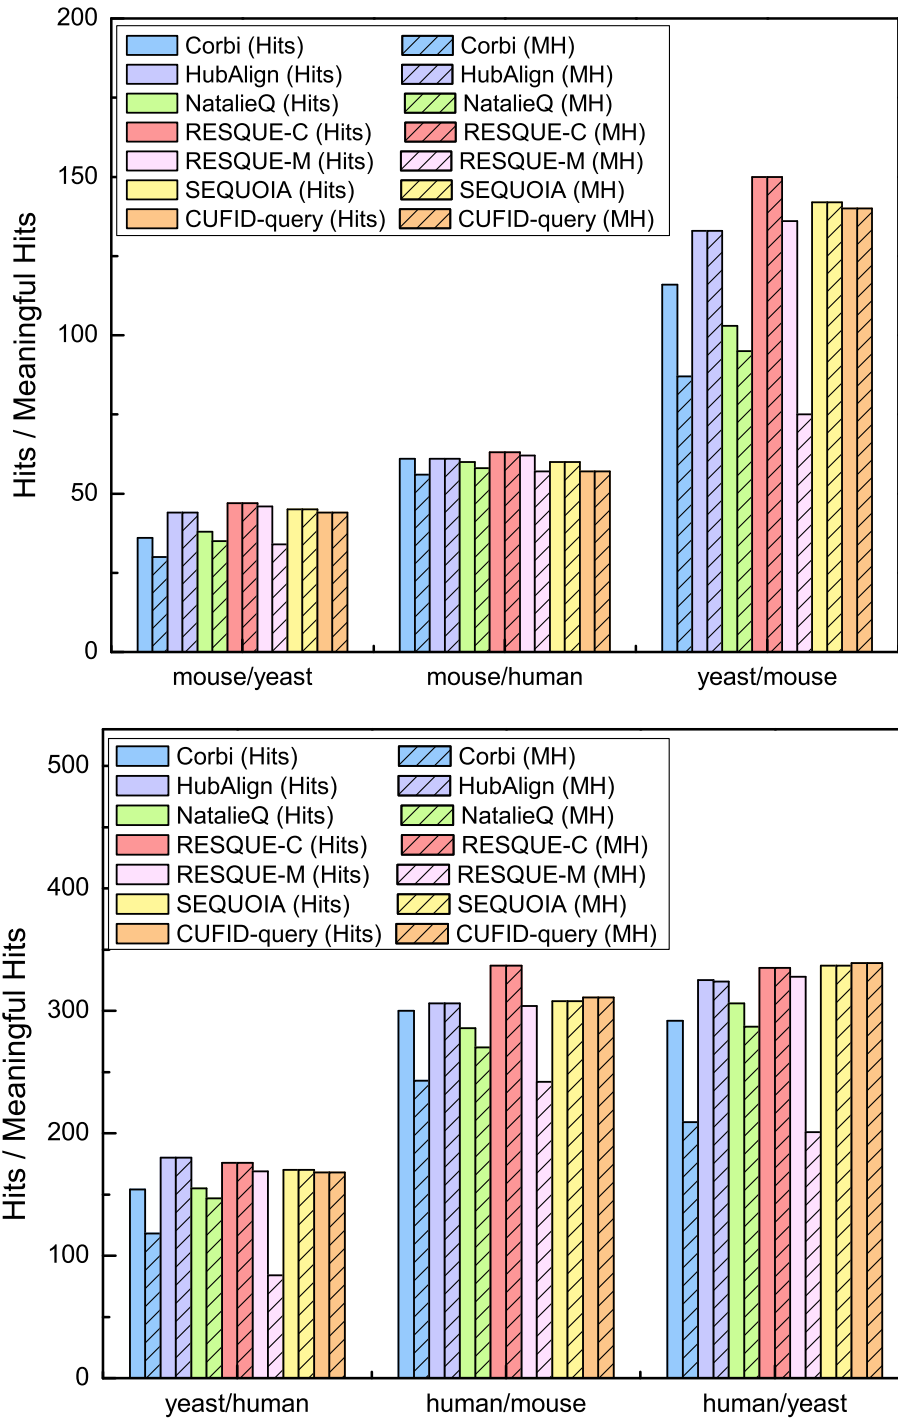 200
150
100
50
0
Hits / Meaningful Hits
Corbi (Hits) Corbi (MH)
HubAlign (Hits) HubAlign (MH)
NatalieQ (Hits) NatalieQ (MH)
RESQUE-C (Hits) RESQUE-C (MH)
RESQUE-M (Hits) RESQUE-M (MH)
SEQUOIA (Hits) SEQUOIA (MH)
CUFID-query (Hits) CUFID-query (MH)
mouse/yeast mouse/human yeast/mouse
500
400
300
200
100
0
Hits / Meaningful Hits
Corbi (Hits) Corbi (MH)
HubAlign (Hits) HubAlign (MH)
NatalieQ (Hits) NatalieQ (MH)
RESQUE-C (Hits) RESQUE-C (MH)
RESQUE-M (Hits) RESQUE-M (MH)
SEQUOIA (Hits) SEQUOIA (MH)
CUFID-query (Hits) CUFID-query (MH)
yeast/human human/mouse human/yeast